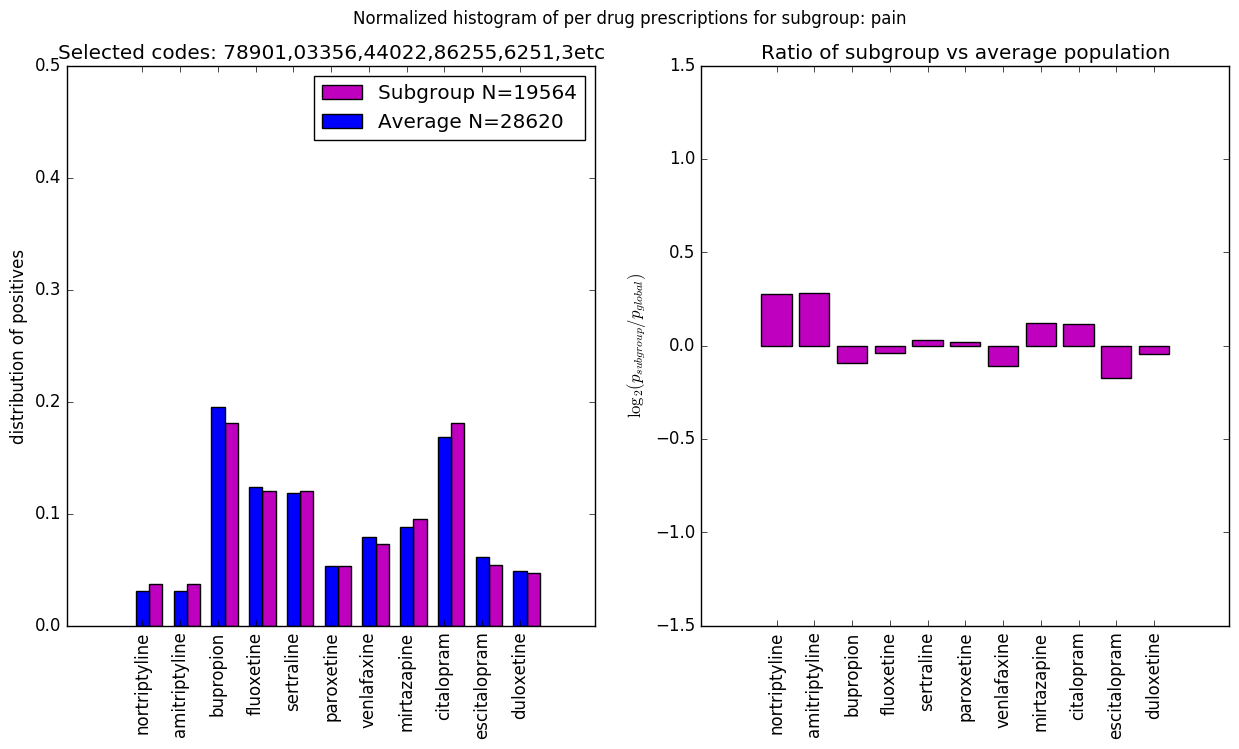 Normalized histogram of per drug prescriptions for subgroup: pain
Selected codes: 78901,03356,44022,86255,6251,3etc
0.5
0.4
0.3
0.2
0.1
0.0
distribution of positives
Subgroup N=19564
Average N=28620
nortriptyline
amitriptyline
bupropion
fluoxetine
sertraline
paroxetine
venlafaxine
mirtazapine
citalopram
escitalopram
duloxetine
Ratio of subgroup vs average population
1.5
1.0
0.5
0.0
−0.5
−1.0
−1.5
log2(psubgroup/pglobal)
nortriptyline
amitriptyline
bupropion
fluoxetine
sertraline
paroxetine
venlafaxine
mirtazapine
citalopram
escitalopram
duloxetine